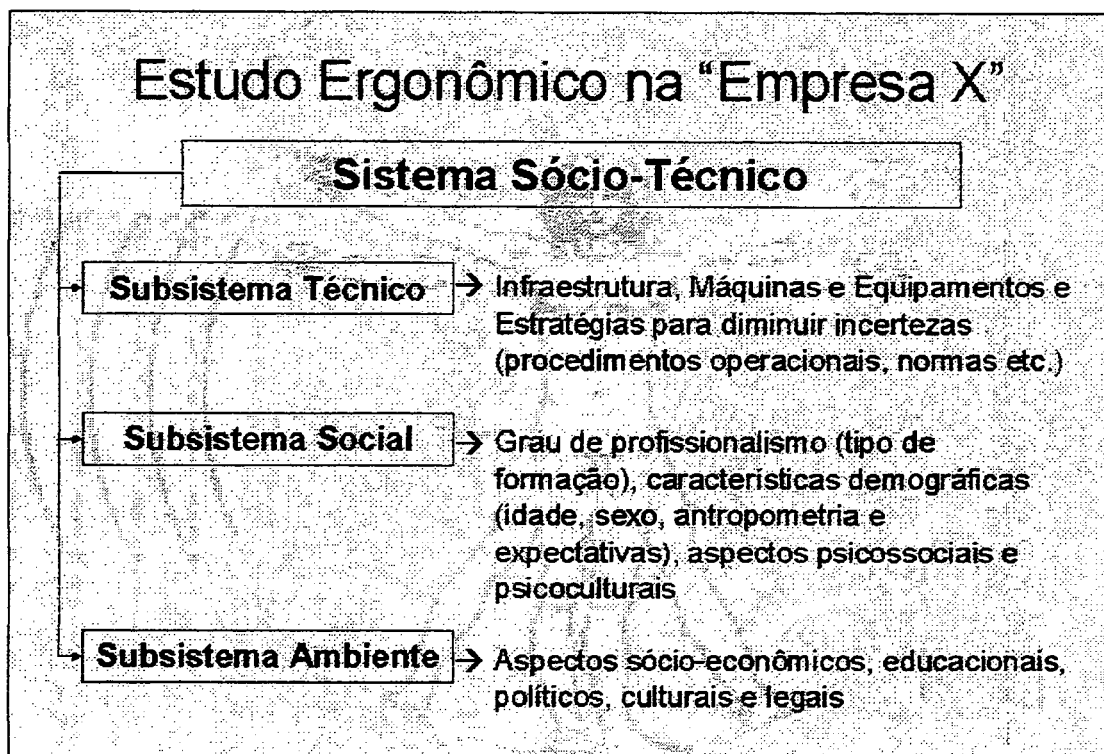 Estudo Ergonômico na "Empresa X"
Sistema Sócio-Técnico
Subsistema Técnico → Infraestrutura, Máquinas e Equipamentos e
Estratégias para diminuir incertezas
(procedimentos operacionais, normas etc.)
Subsistema Social → Grau de profissionalismo (tipo de
formação), características demográficas
(idade, sexo, antropometria e
expectativas), aspectos psicossociais e
psicoculturais
Subsistema Ambiente → Aspectos sócio-econômicos, educacionais,
políticos, culturais e legais